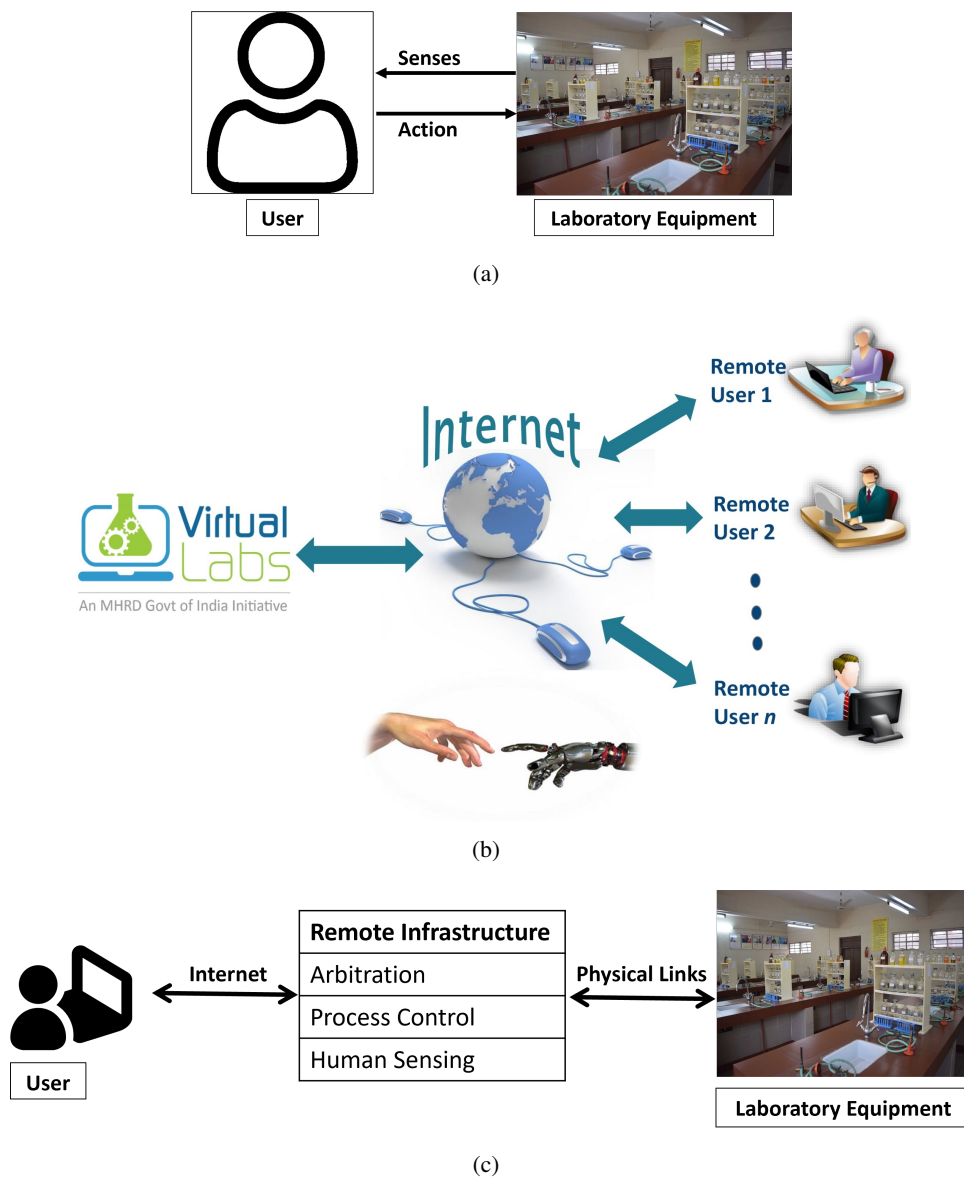 Senses
Action
User
Laboratory Equipment
(a)
Internet
Remote
User 1
Remote
User 2
Remote
User n
Virtual
Labs
An MHRD Govt of India Initiative
(b)
User
Internet
Remote Infrastructure
Arbitration
Process Control
Human Sensing
Physical Links
Laboratory Equipment
(c)